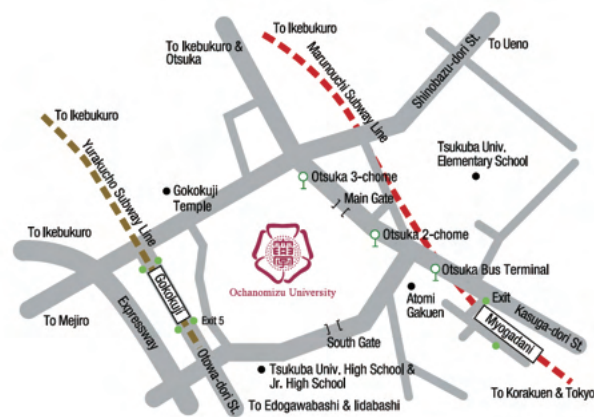 To Ikebukuro
To Ikebukuro &
Otsuka
Marunouchi Subway Line
Shinobazu-dori St.
To Ueno
To Ikebukuro
Yurakucho Subway Line
Tsukuba Univ.
Elementary School
Otsuka 3-chome
Gokokuji
Temple
Main Gate
To Ikebukuro
Otsuka 2-chome
Ochanomizu University
Otsuka Bus Terminal
Gokokuji
Atomi
Gakuen
Exit
Kasuga-dori St.
To Mejiro
Expressway
Exit 5
Myogadani
South Gate
Otowa-dori St.
Tsukuba Univ. High School &
Jr. High School
To Korakuen & Tokyo
To Edogawabashi & Iidabashi